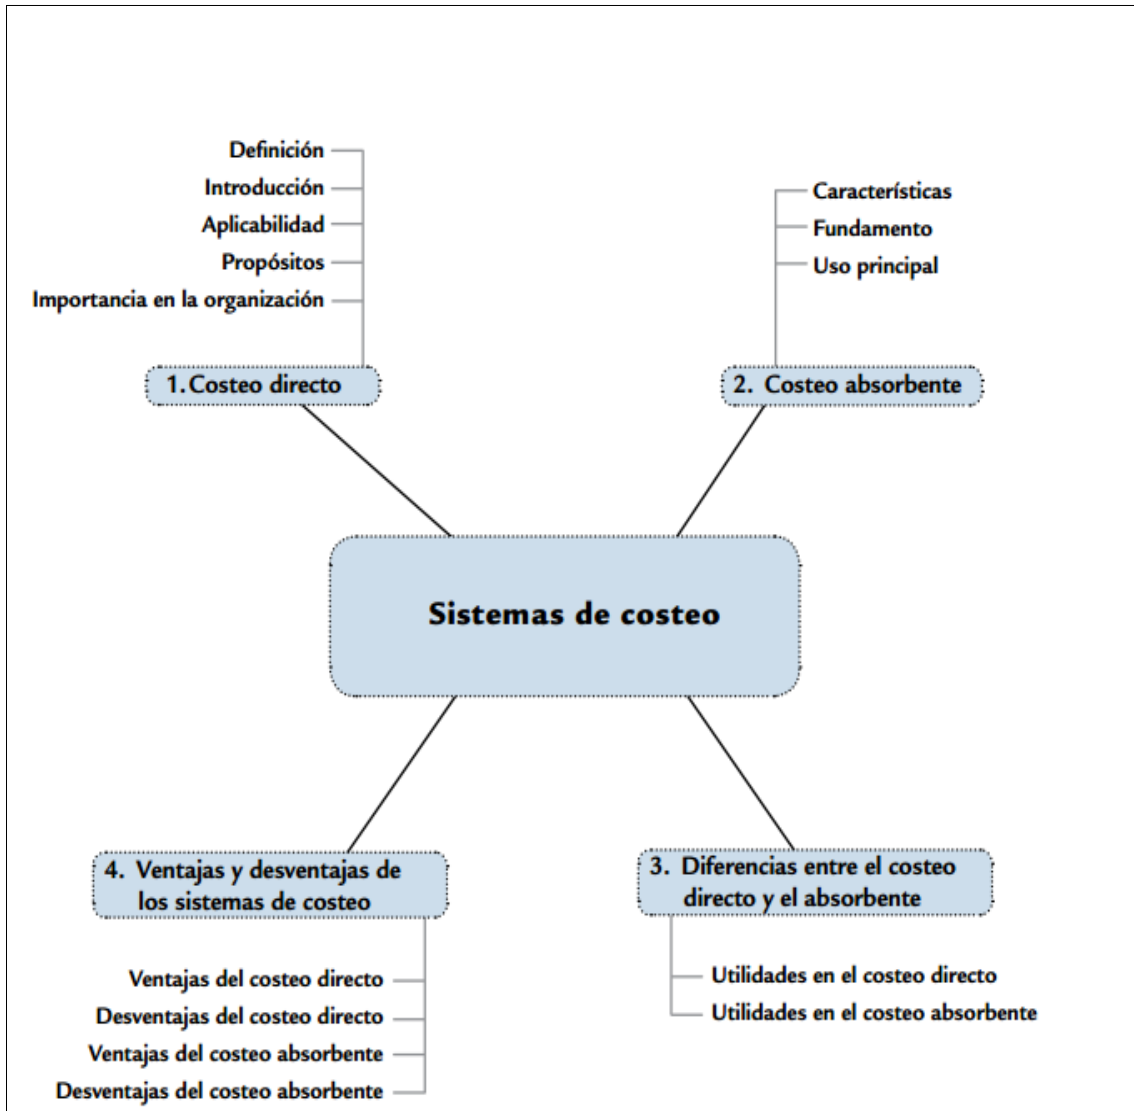 Definición
Introducción
Aplicabilidad
Propósitos
Importancia en la organización
1. Costeo directo
Características
Fundamento
Uso principal
2. Costeo absorbente
Sistemas de costeo
3. Diferencias entre el costeo
directo y el absorbente
Utilidades en el costeo directo
Utilidades en el costeo absorbente
4. Ventajas y desventajas de
los sistemas de costeo
Ventajas del costeo directo
Desventajas del costeo directo
Ventajas del costeo absorbente
Desventajas del costeo absorbente